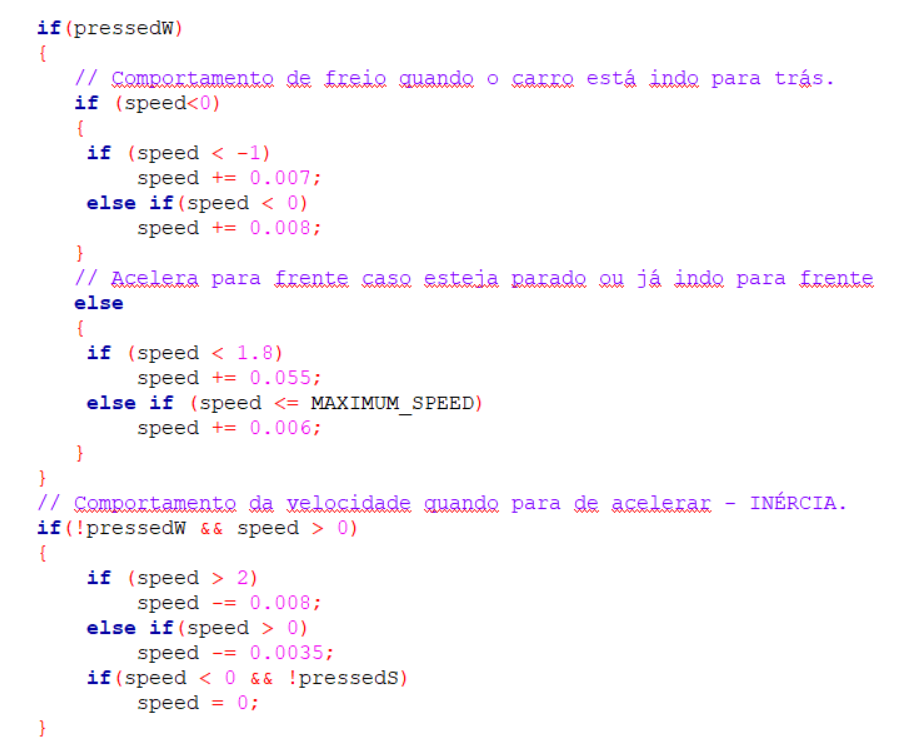 if(pressedW)
{
// Comportamento de freio quando o carro está indo para trás.
if (speed<0)
{
if (speed < -1)
speed += 0.007;
else if(speed < 0)
speed += 0.008;
}
// Acelera para frente caso esteja parado ou já indo para frente
else
{
if (speed < 1.8)
speed += 0.055;
else if (speed <= MAXIMUM_SPEED)
speed += 0.006;
}
}
// Comportamento da velocidade quando para de acelerar - INÉRCIA.
if(!pressedW && speed > 0)
{
if (speed > 2)
speed -= 0.008;
else if(speed > 0)
speed -= 0.0035;
if(speed < 0 && !pressedS)
speed = 0;
}